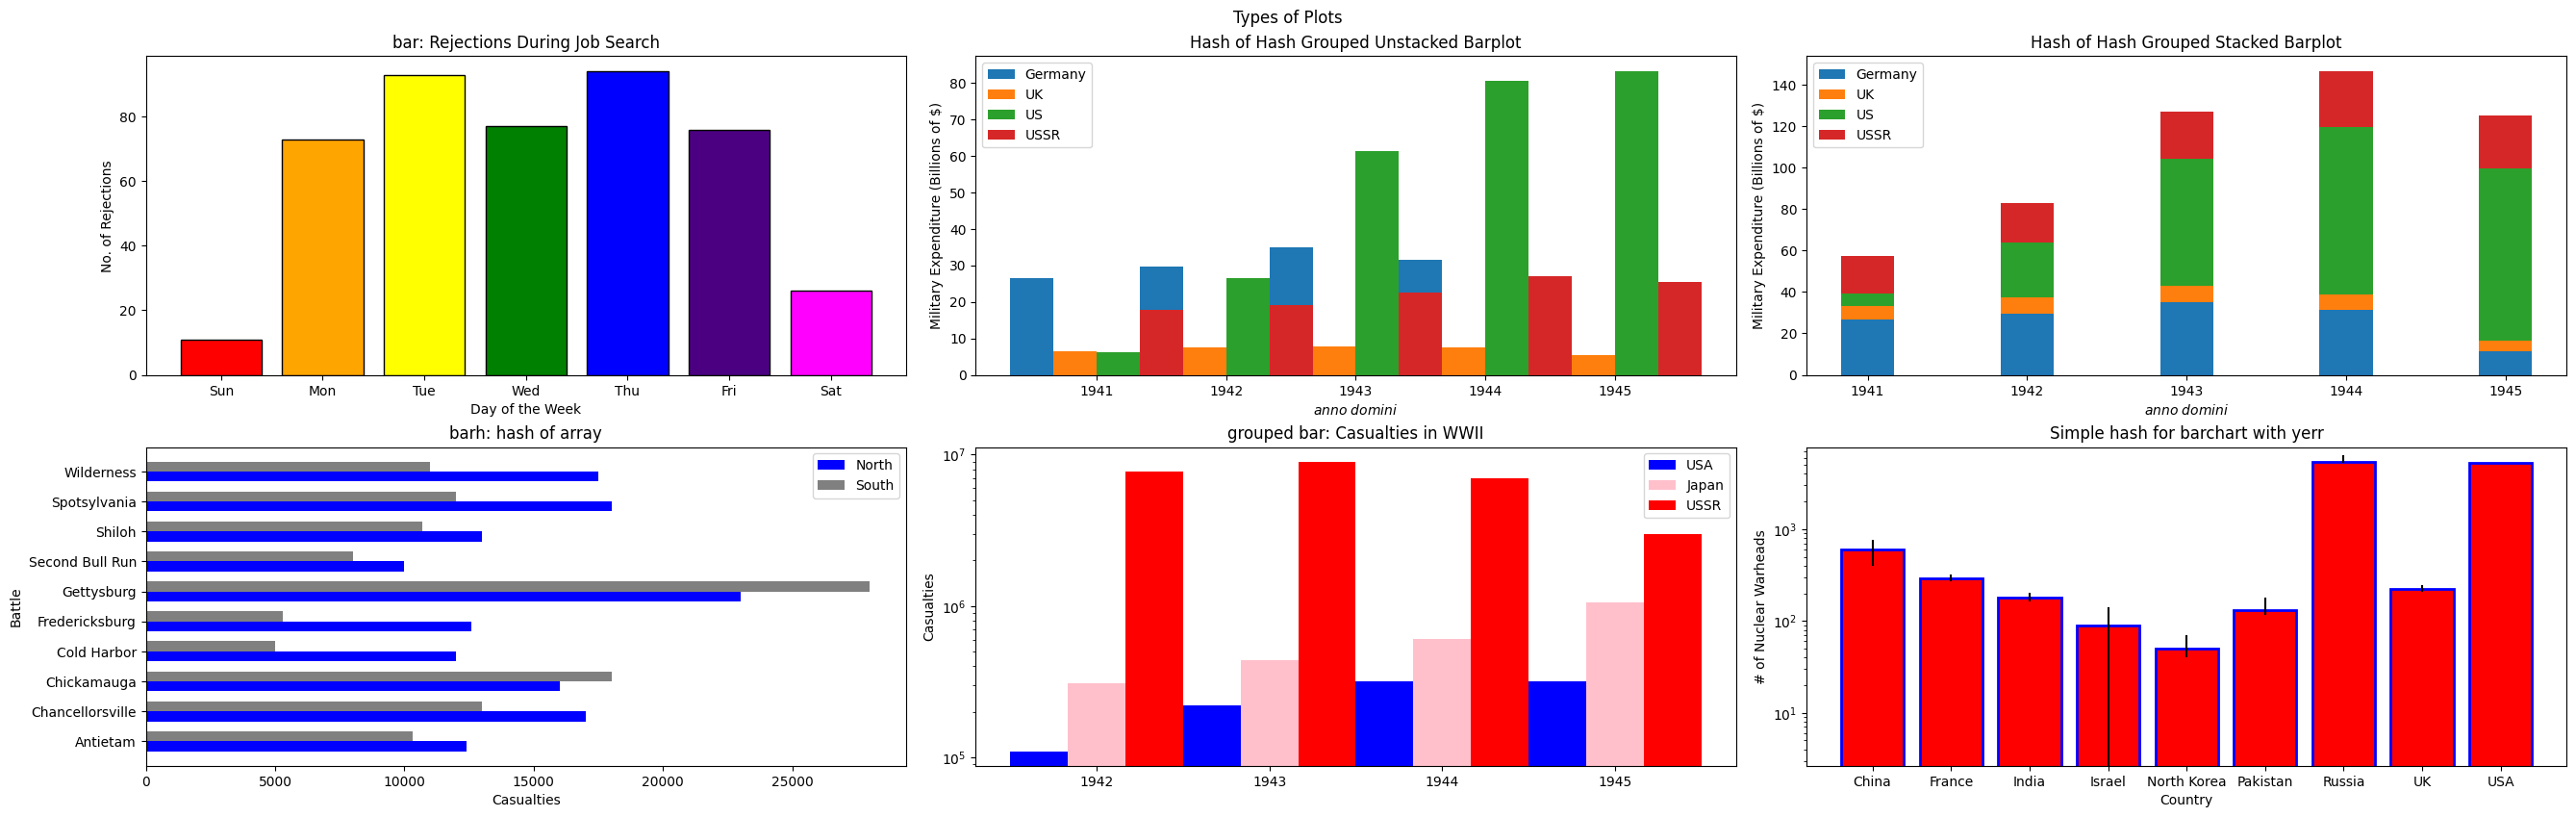 Types of Plots
bar: Rejections During Job Search
No. of Rejections
80
60
40
20
0
Sun Mon Tue Wed Thu Fri Sat
Day of the Week
Hash of Hash Grouped Unstacked Barplot
Germany
UK
US
USSR
Military Expenditure (Billions of $)
80
70
60
50
40
30
20
10
0
1941 1942 1943 1944 1945
anno domini
Hash of Hash Grouped Stacked Barplot
Germany
UK
US
USSR
Military Expenditure (Billions of $)
140
120
100
80
60
40
20
0
1941 1942 1943 1944 1945
anno domini
barh: hash of array
North
South
Battle
Wilderness
Spotsylvania
Shiloh
Second Bull Run
Gettysburg
Fredericksburg
Cold Harbor
Chickamauga
Chancellorsville
Antietam
0 5000 10000 15000 20000 25000
Casualties
grouped bar: Casualties in WWII
USA
Japan
USSR
Casualties
10⁷
10⁶
10⁵
1942 1943 1944 1945
Simple hash for barchart with yerr
# of Nuclear Warheads
10³
10²
10¹
China France India Israel North Korea Pakistan Russia UK USA
Country